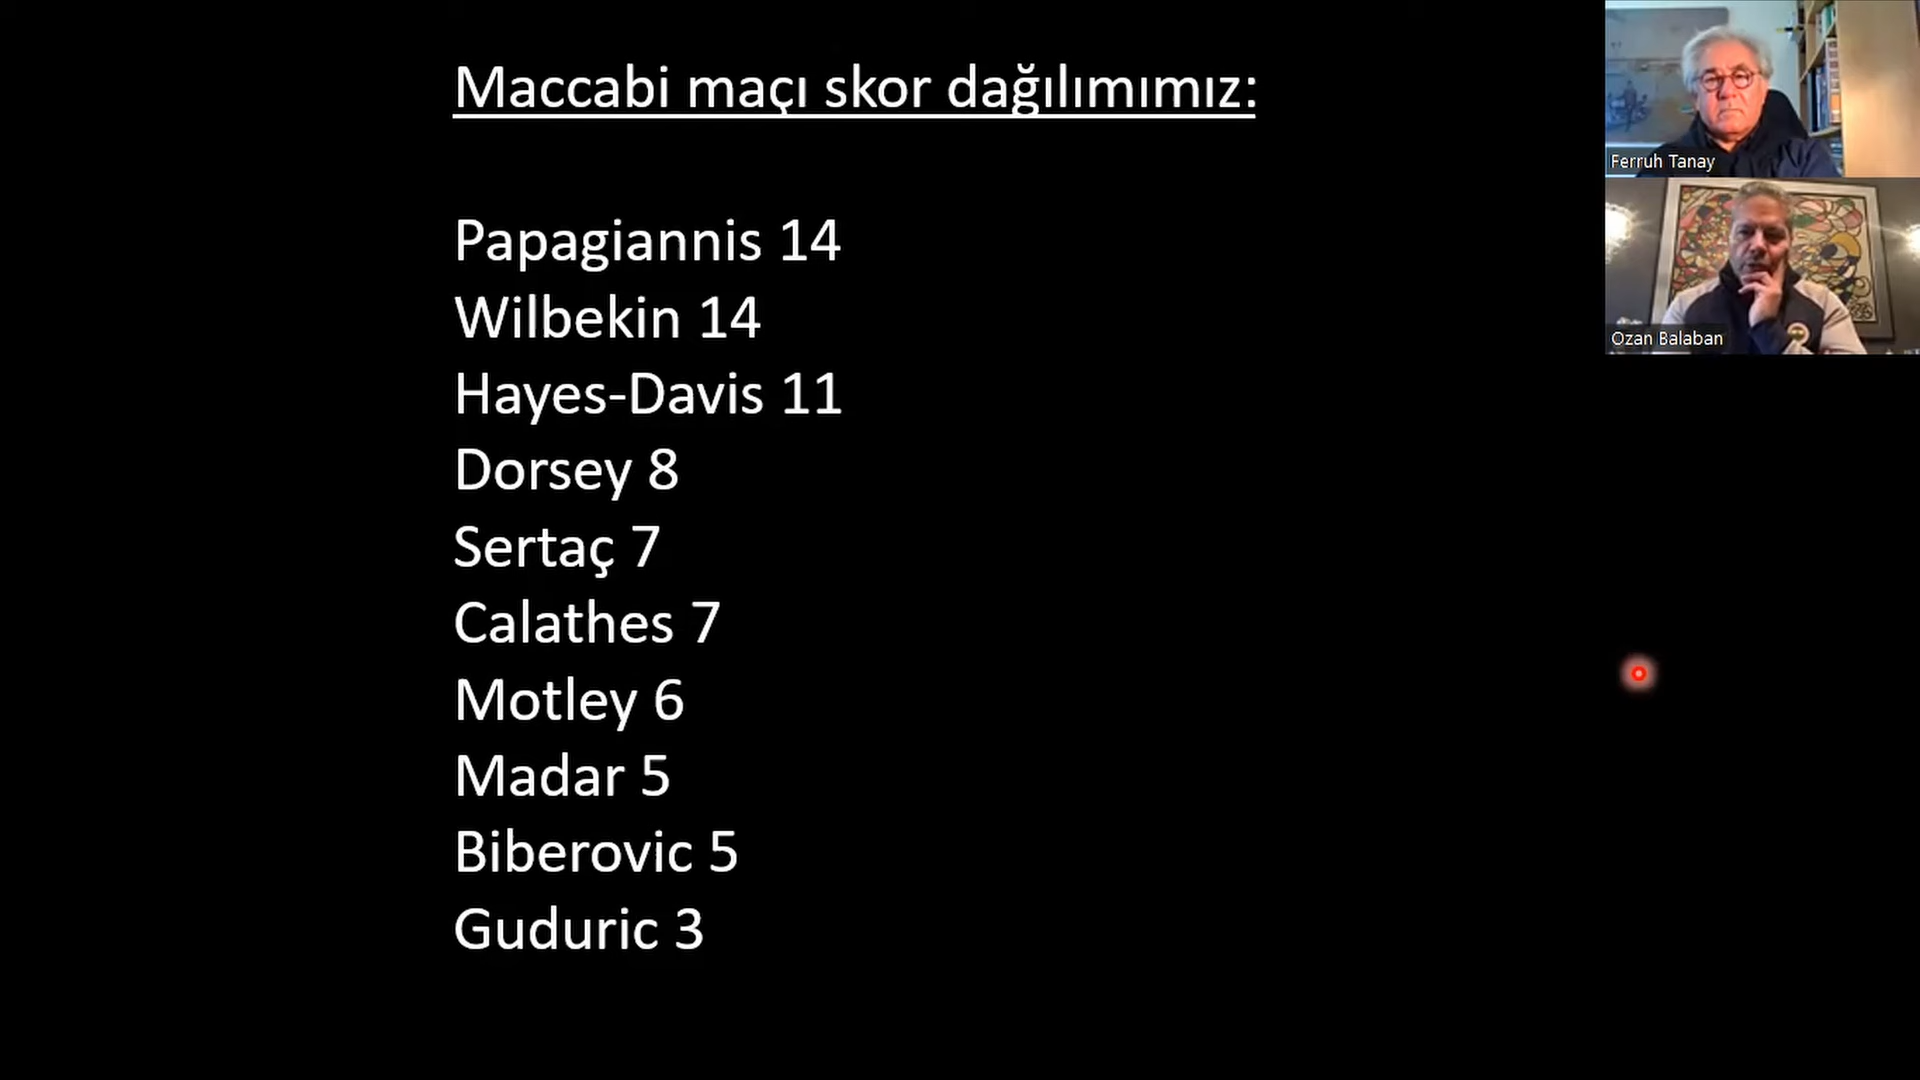 Maccabi maçı skor dağılımımız:
Papagiannis 14
Wilbekin 14
Hayes-Davis 11
Dorsey 8
Sertaç 7
Calathes 7
Motley 6
Madar 5
Biberovic 5
Guduric 3
Ferruh Tanay
Ozan Balaban